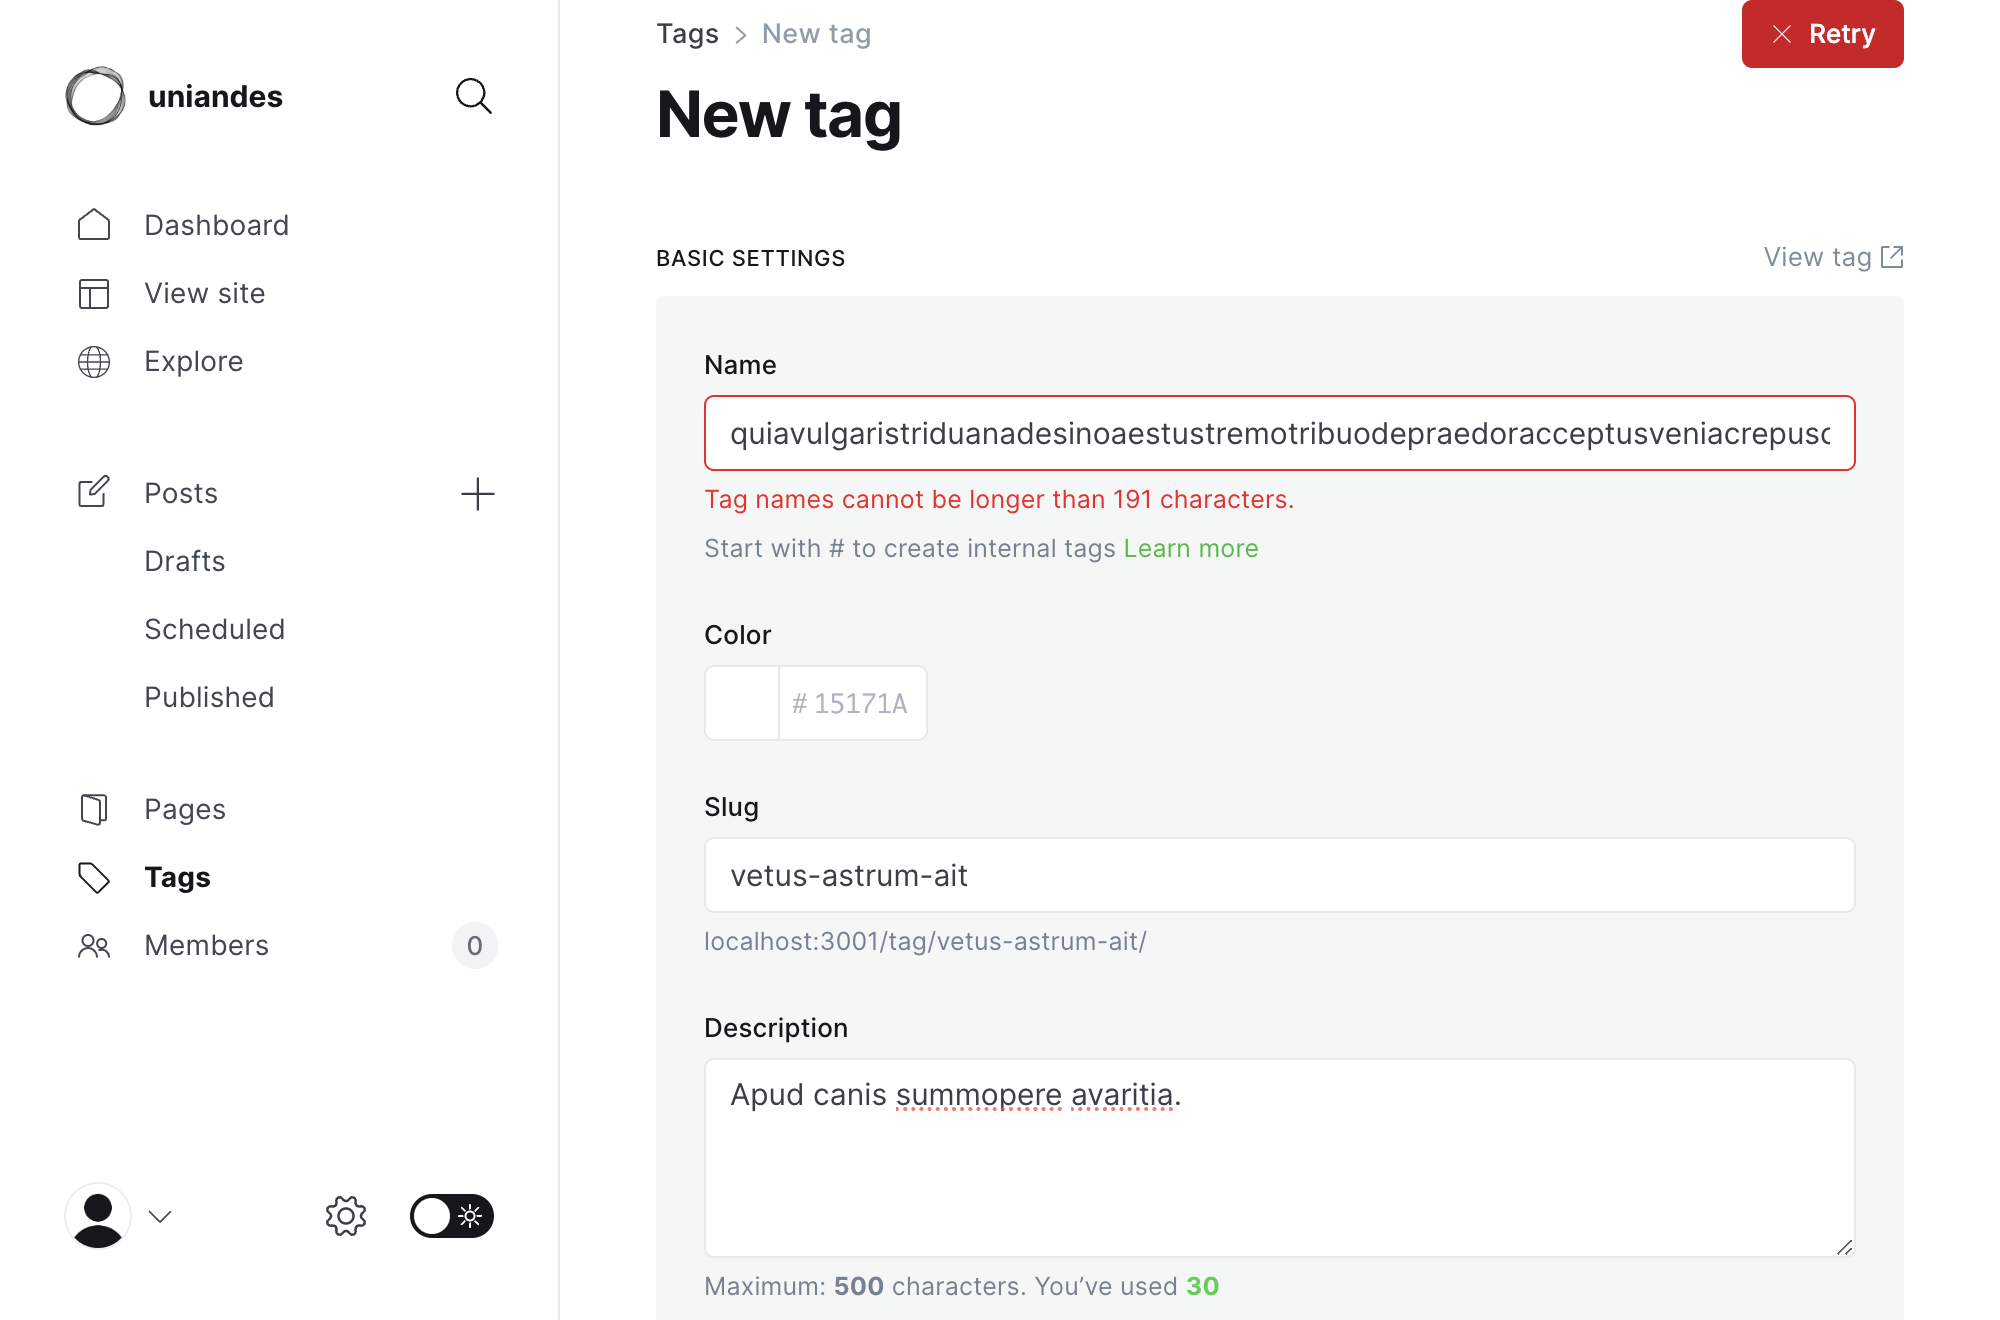 uniandes
Dashboard
View site
Explore
Posts
Drafts
Scheduled
Published
Pages
Tags
Members
0
Tags > New tag
Retry
New tag
BASIC SETTINGS
View tag
Name
quiavulgaristriduanadesinoaestustremotribuodepraedoracceptusveniacrepusc
Tag names cannot be longer than 191 characters.
Start with # to create internal tags Learn more
Color
# 15171A
Slug
vetus-astrum-ait
localhost:3001/tag/vetus-astrum-ait/
Description
Apud canis summopere avaritia.
Maximum: 500 characters. You’ve used 30